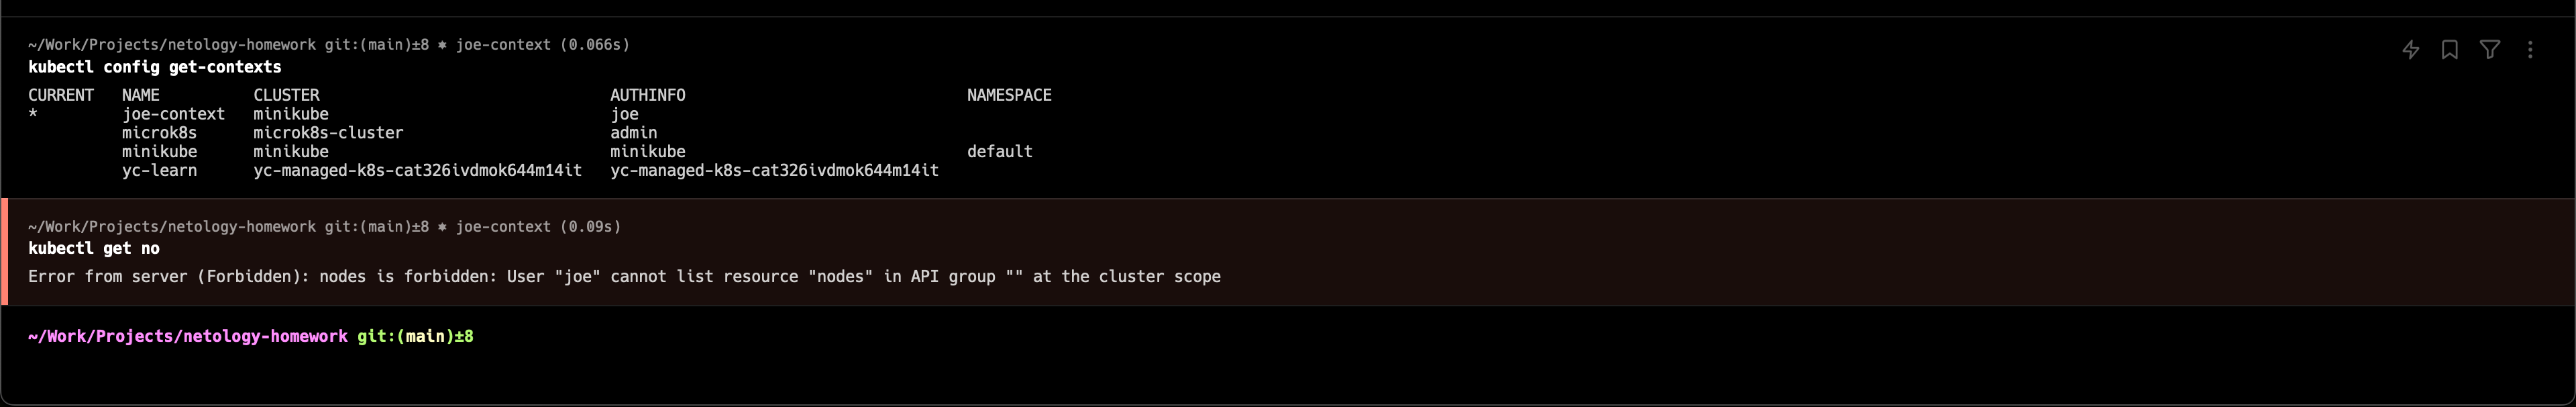 ~/Work/Projects/netology-homework git:(main)±8 ⎈ joe-context (0.066s)
kubectl config get-contexts
CURRENT   NAME          CLUSTER                               AUTHINFO                              NAMESPACE
*         joe-context   minikube                              joe
          microk8s      microk8s-cluster                      admin
          minikube      minikube                              minikube                              default
          yc-learn      yc-managed-k8s-cat326ivdmok644m14it   yc-managed-k8s-cat326ivdmok644m14it
~/Work/Projects/netology-homework git:(main)±8 ⎈ joe-context (0.09s)
kubectl get no
Error from server (Forbidden): nodes is forbidden: User "joe" cannot list resource "nodes" in API group "" at the cluster scope
~/Work/Projects/netology-homework git:(main)±8